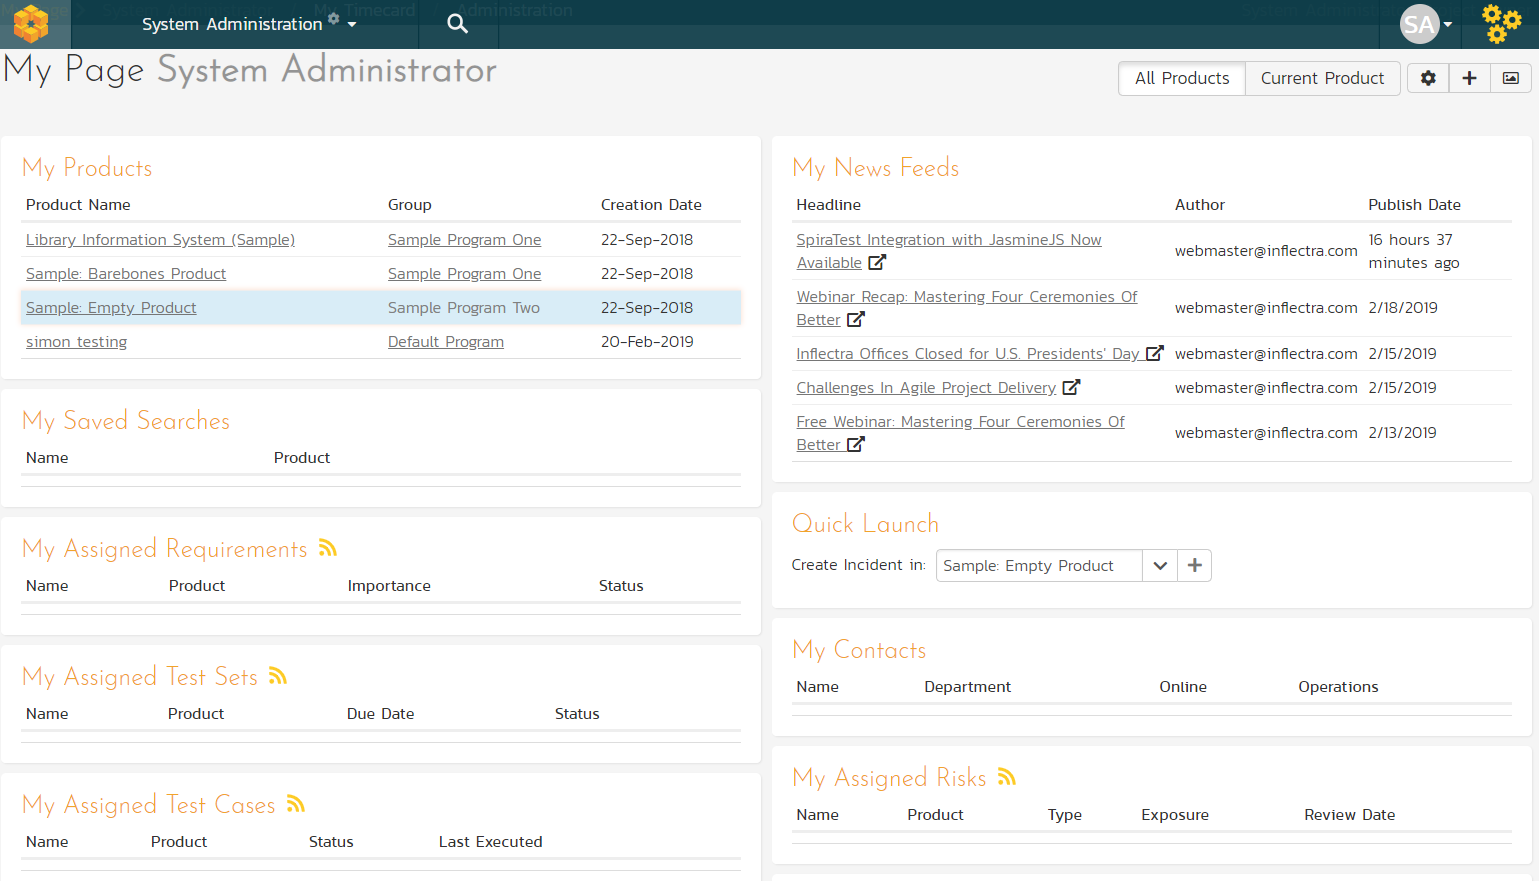 System Administration
SA
My Page System Administrator
All Products
Current Product
My Products
Product Name Group Creation Date
Library Information System (Sample) Sample Program One 22-Sep-2018
Sample: Barebones Product Sample Program One 22-Sep-2018
Sample: Empty Product Sample Program Two 22-Sep-2018
simon testing Default Program 20-Feb-2019
My Saved Searches
Name Product
My Assigned Requirements
Name Product Importance Status
My Assigned Test Sets
Name Product Due Date Status
My Assigned Test Cases
Name Product Status Last Executed
My News Feeds
Headline Author Publish Date
SpiraTest Integration with JasmineJS Now
Available
webmaster@inflectra.com
16 hours 37
minutes ago
Webinar Recap: Mastering Four Ceremonies Of
Better
webmaster@inflectra.com 2/18/2019
Inflectra Offices Closed for U.S. Presidents' Day webmaster@inflectra.com 2/15/2019
Challenges In Agile Project Delivery webmaster@inflectra.com 2/15/2019
Free Webinar: Mastering Four Ceremonies Of
Better
webmaster@inflectra.com 2/13/2019
Quick Launch
Create Incident in: Sample: Empty Product
My Contacts
Name Department Online Operations
My Assigned Risks
Name Product Type Exposure Review Date